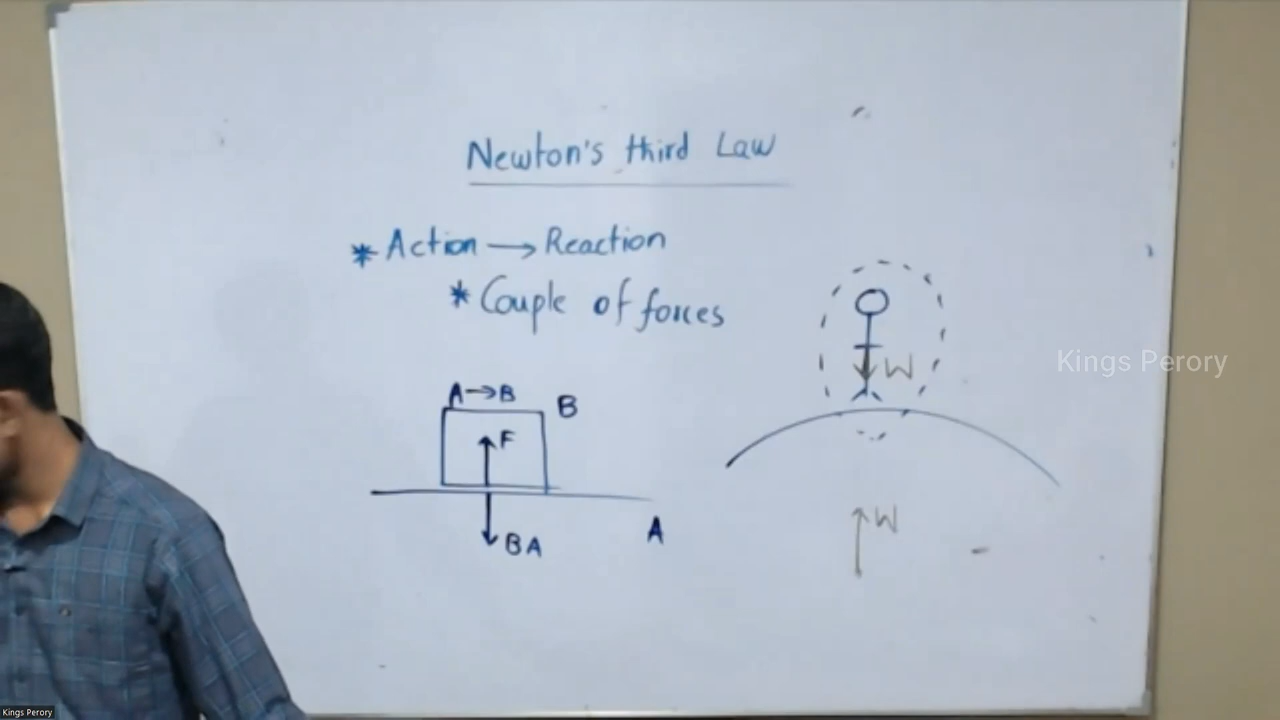 Newton's third Law
* Action → Reaction
* Couple of forces
A→B
B
F
BA
A
W
W
Kings Perory
Kings Perory